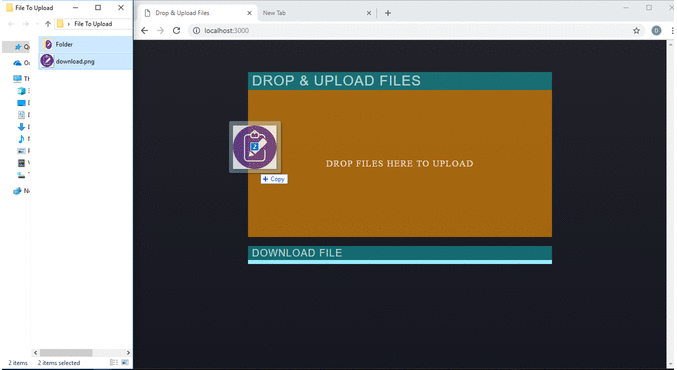 File To Upload
File To Upload
Folder
download.png
2 items
2 items selected
Drop & Upload Files
New Tab
localhost:3000
DROP & UPLOAD FILES
2
Copy
DROP FILES HERE TO UPLOAD
DOWNLOAD FILE